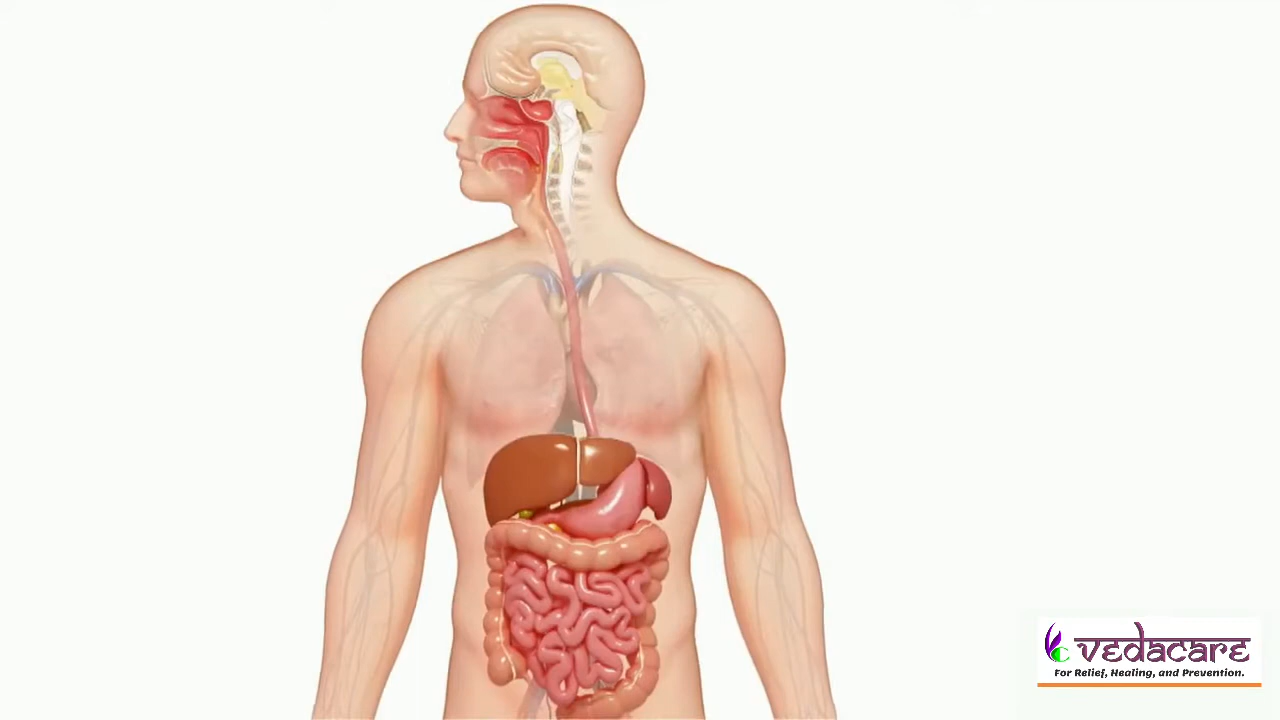 vedacare
For Relief, Healing, and Prevention.